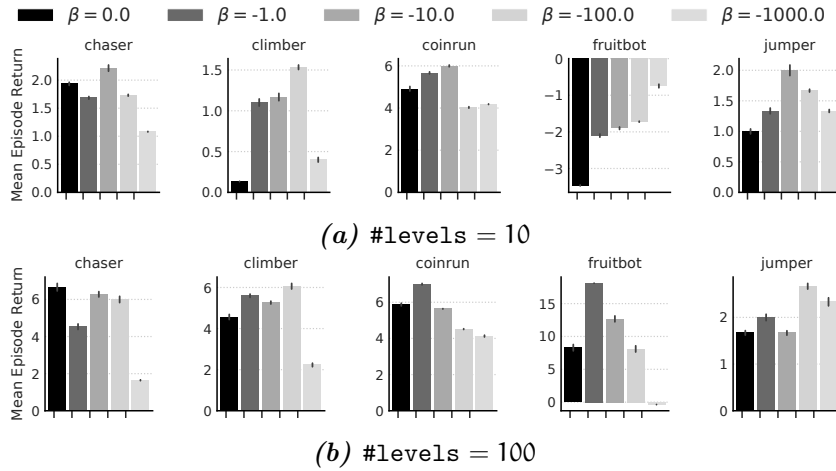 (a) β = 0.0 β = -1.0 β = -10.0 β = -100.0 β = -1000.0
chaser climber coinrun fruitbot jumper
Mean Episode Return
2.0 1.5 1.0 0.5 0.0
1.5 1.0 0.5 0.0
6 4 2 0
0 −1 −2 −3
2.0 1.5 1.0 0.5 0.0
(a) #levels = 10
(b) chaser climber coinrun fruitbot jumper
Mean Episode Return
6 4 2 0
6 4 2 0
6 4 2 0
15 10 5 0
2 1 0
(b) #levels = 100